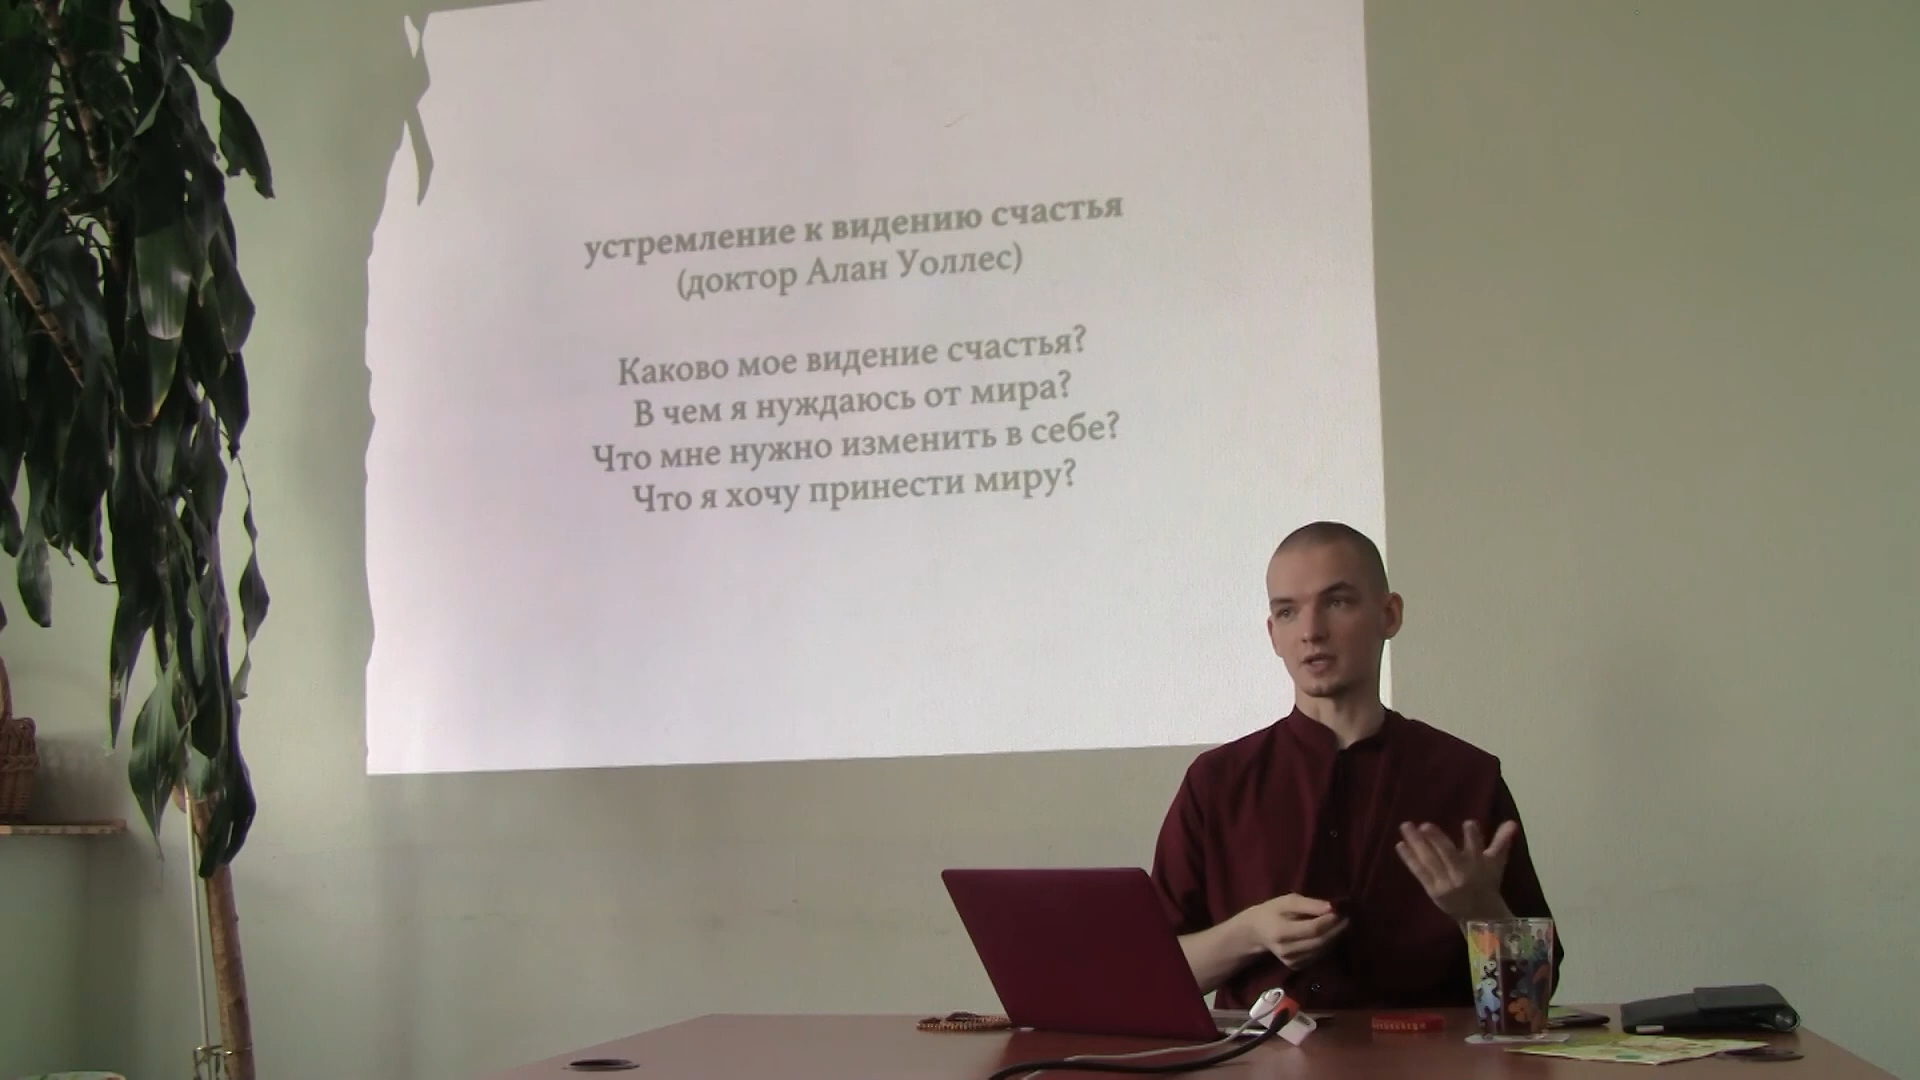 устремление к видению счастья
(доктор Алан Уоллес)
Каково мое видение счастья?
В чем я нуждаюсь от мира?
Что мне нужно изменить в себе?
Что я хочу принести миру?